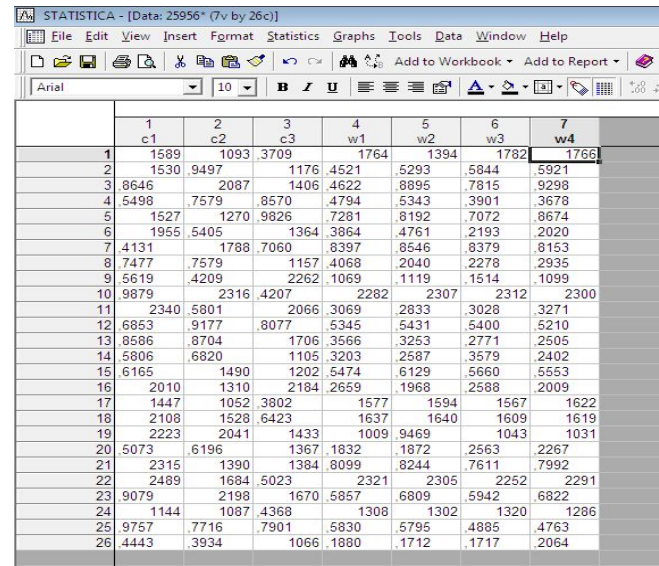 STATISTICA - [Data: 25956* (7v by 26c)]
File Edit View Insert Format Statistics Graphs Tools Data Window Help
Add to Workbook Add to Report
Arial 10 B I U
1 2 3 4 5 6 7
c1 c2 c3 w1 w2 w3 w4
1 1589 1093 ,3709 1764 1394 1782 1766
2 1530 ,9497 1176 ,4521 ,5293 ,5844 ,5921
3 ,8646 2087 1406 ,4622 ,8895 ,7815 ,9298
4 ,5498 ,7579 ,8570 ,4794 ,5343 ,3901 ,3678
5 1527 1270 ,9826 ,7281 ,8192 ,7072 ,8674
6 1955 ,5405 1364 ,3864 ,4761 ,2193 ,2020
7 ,4131 1788 ,7060 ,8397 ,8546 ,8379 ,8153
8 ,7477 ,7579 1157 ,4068 ,2040 ,2278 ,2935
9 ,5619 ,4209 2262 ,1069 ,1119 ,1514 ,1099
10 ,9879 2316 ,4207 2282 2307 2312 2300
11 2340 ,5801 2066 ,3069 ,2833 ,3028 ,3271
12 ,6853 ,9177 ,8077 ,5345 ,5431 ,5400 ,5210
13 ,8586 ,8704 1706 ,3566 ,3253 ,2771 ,2505
14 ,5806 ,6820 1105 ,3203 ,2587 ,3579 ,2402
15 ,6165 1490 1202 ,5474 ,6129 ,5660 ,5553
16 2010 1310 2184 ,2659 ,1968 ,2588 ,2009
17 1447 1052 ,3802 1577 1594 1567 1622
18 2108 1528 ,6423 1637 1640 1609 1619
19 2223 2041 1433 1009 ,9469 1043 1031
20 ,5073 ,6196 1367 ,1832 ,1872 ,2563 ,2267
21 2315 1390 1384 ,8099 ,8244 ,7611 ,7992
22 2489 1684 ,5023 2321 2305 2252 2291
23 ,9079 2198 1670 ,5857 ,6809 ,5942 ,6822
24 1144 1087 ,4368 1308 1302 1320 1286
25 ,9757 ,7716 ,7901 ,5830 ,5795 ,4885 ,4763
26 ,4443 ,3934 1066 ,1880 ,1712 ,1717 ,2064